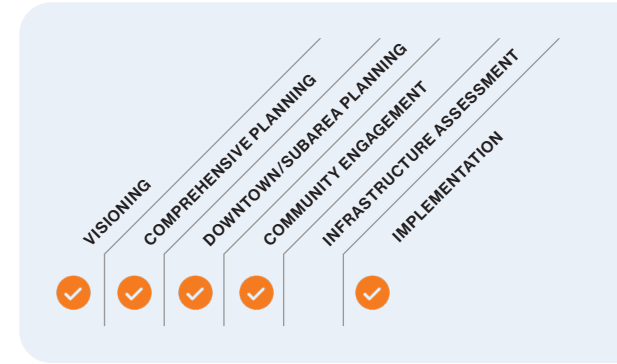 VISIONING
COMPREHENSIVE PLANNING
DOWNTOWN/SUBAREA PLANNING
COMMUNITY ENGAGEMENT
INFRASTRUCTURE ASSESSMENT
IMPLEMENTATION